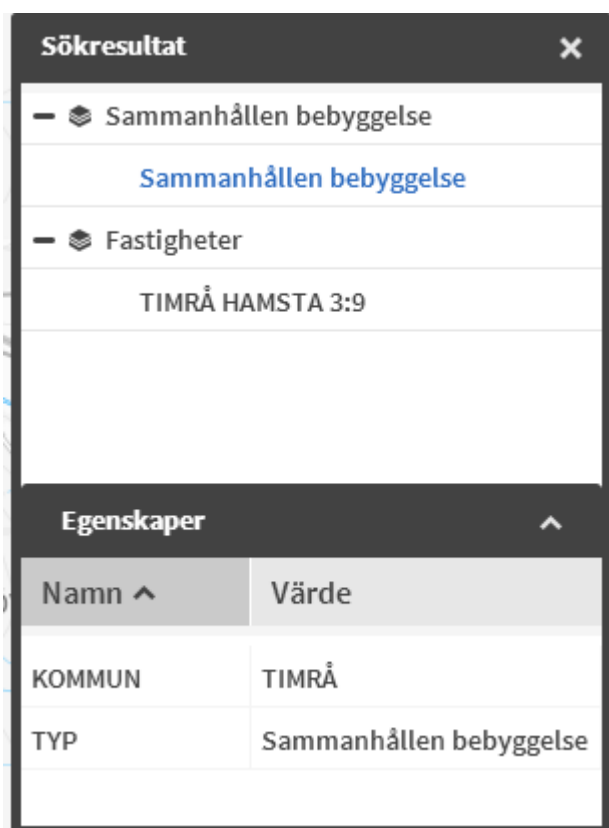 Sökresultat
Sammanhållen bebyggelse
Sammanhållen bebyggelse
Fastigheter
TIMRÅ HAMSTA 3:9
Egenskaper
Namn Värde
KOMMUN TIMRÅ
TYP Sammanhållen bebyggelse